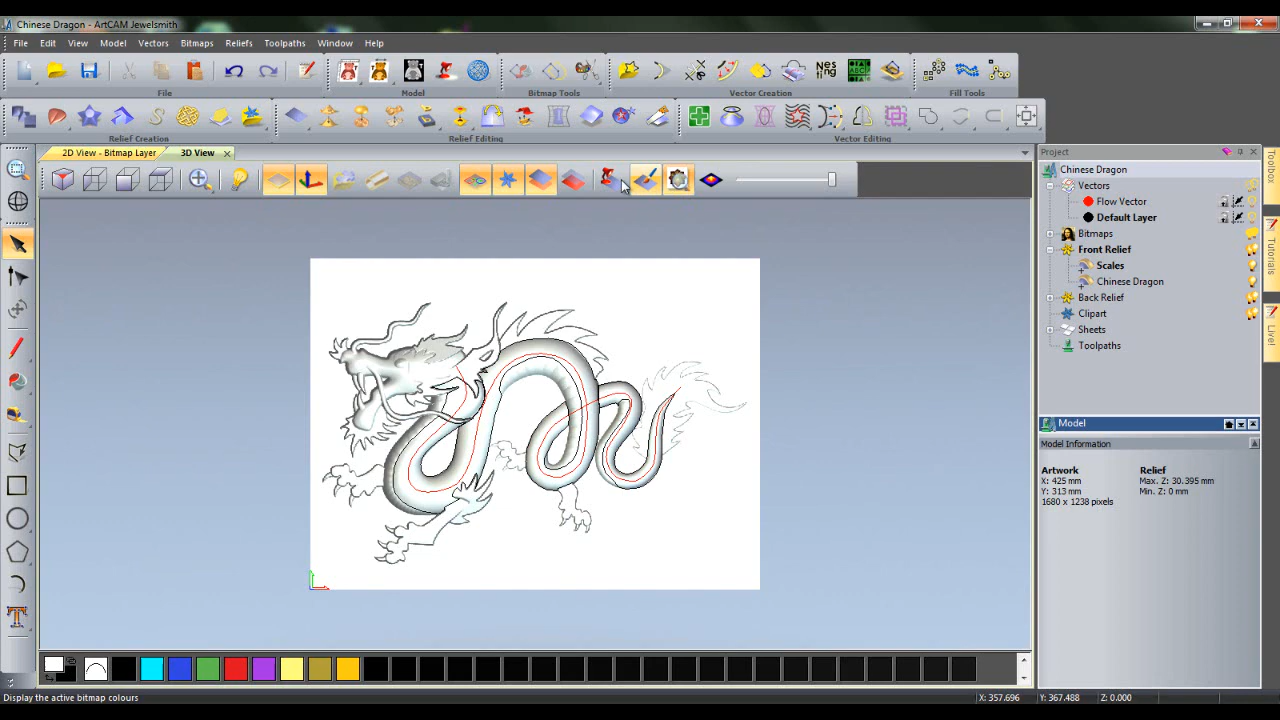 Chinese Dragon - ArtCAM Jewelsmith
File Edit View Model Vectors Bitmaps Reliefs Toolpaths Window Help
Nes
ting
ABC
File Model Bitmap Tools Vector Creation Fill Tools
Relief Creation Relief Editing Vector Editing
2D View - Bitmap Layer 3D View
Project
Chinese Dragon
Vectors
Flow Vector
Default Layer
Bitmaps
Front Relief
Scales
Chinese Dragon
Back Relief
Clipart
Sheets
Toolpaths
Toolbox
Tutorials
Live!
Model
Model Information
Artwork Relief
X: 425 mm Max. Z: 30.395 mm
Y: 313 mm Min. Z: 0 mm
1680 x 1238 pixels
T
Display the active bitmap colours X: 357.696 Y: 367.488 Z: 0.000